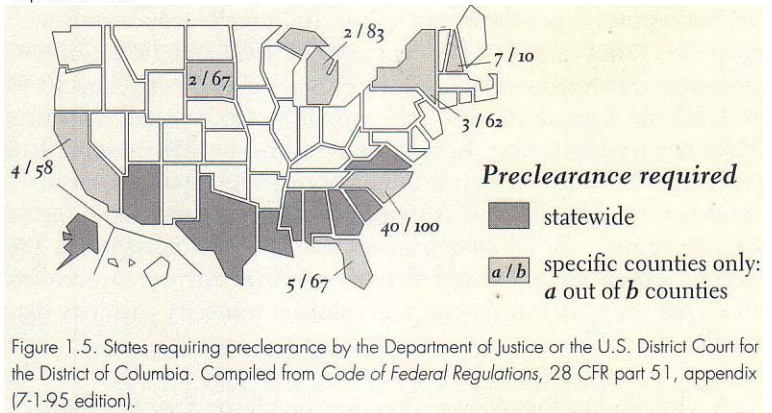 2 / 83
7 / 10
2 / 67
3 / 62
4 / 58
40 / 100
5 / 67
Preclearance required
statewide
a / b
specific counties only:
a out of b counties
Figure 1.5. States requiring preclearance by the Department of Justice or the U.S. District Court for
the District of Columbia. Compiled from Code of Federal Regulations, 28 CFR part 51, appendix
(7-1-95 edition).